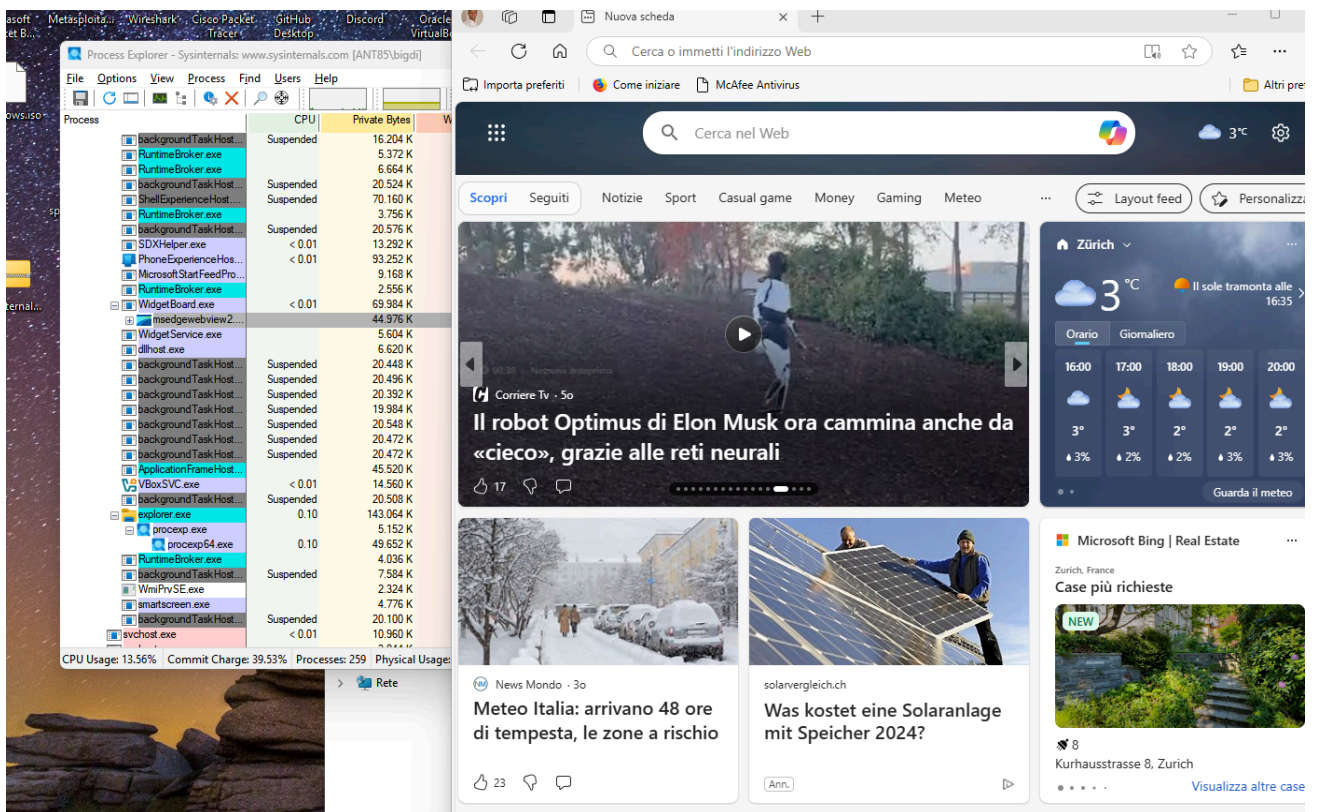 asoft
Metasploita...
Wireshark
Cisco Packet
Tracer
GitHub
Desktop
Discord
Oracle
VirtualB
et B...
ows.iso
sp
ternal...
Process Explorer - Sysinternals: www.sysinternals.com [ANT85\bigdi]
File Options View Process Find Users Help
Process CPU Private Bytes W
backgroundTaskHost... Suspended 16.204 K
RuntimeBroker.exe 5.372 K
RuntimeBroker.exe 6.664 K
backgroundTaskHost... Suspended 20.524 K
ShellExperienceHost.... Suspended 70.160 K
RuntimeBroker.exe 3.756 K
backgroundTaskHost... Suspended 20.576 K
SDXHelper.exe < 0.01 13.292 K
PhoneExperienceHos... < 0.01 93.252 K
MicrosoftStartFeedPro... 9.168 K
RuntimeBroker.exe 2.556 K
WidgetBoard.exe < 0.01 69.984 K
msedgewebview2.... 44.976 K
WidgetService.exe 5.604 K
dllhost.exe 6.620 K
backgroundTaskHost... Suspended 20.448 K
backgroundTaskHost... Suspended 20.496 K
backgroundTaskHost... Suspended 20.392 K
backgroundTaskHost... Suspended 19.984 K
backgroundTaskHost... Suspended 20.548 K
backgroundTaskHost... Suspended 20.472 K
backgroundTaskHost... Suspended 20.472 K
ApplicationFrameHost... 45.520 K
VBoxSVC.exe < 0.01 14.560 K
backgroundTaskHost... Suspended 20.508 K
explorer.exe 0.10 143.064 K
procexp.exe 5.152 K
procexp64.exe 0.10 49.652 K
RuntimeBroker.exe 4.036 K
backgroundTaskHost... Suspended 7.584 K
WmiPrvSE.exe 2.324 K
smartscreen.exe 4.776 K
backgroundTaskHost... Suspended 20.100 K
svchost.exe < 0.01 10.960 K
CPU Usage: 13.56% Commit Charge: 39.53% Processes: 259 Physical Usage:
Rete
Nuova scheda
Cerca o immetti l'indirizzo Web
Importa preferiti Come iniziare McAfee Antivirus Altri pre
Cerca nel Web
3°C
Scopri Seguiti Notizie Sport Casual game Money Gaming Meteo ... Layout feed Personalizza
00:38 Nessuna anteprima
Corriere Tv · 5o
Il robot Optimus di Elon Musk ora cammina anche da
«cieco», grazie alle reti neurali
17
Zürich
3°C
Il sole tramonta alle
16:35
Orario Giornaliero
16:00 17:00 18:00 19:00 20:00
3° 3° 2° 2° 2°
3% 2% 2% 3% 3%
Guarda il meteo
News Mondo · 3o
Meteo Italia: arrivano 48 ore
di tempesta, le zone a rischio
23
solarvergleich.ch
Was kostet eine Solaranlage
mit Speicher 2024?
Ann.
Microsoft Bing | Real Estate
Zurich, France
Case più richieste
NEW
8
Kurhausstrasse 8, Zurich
Visualizza altre case